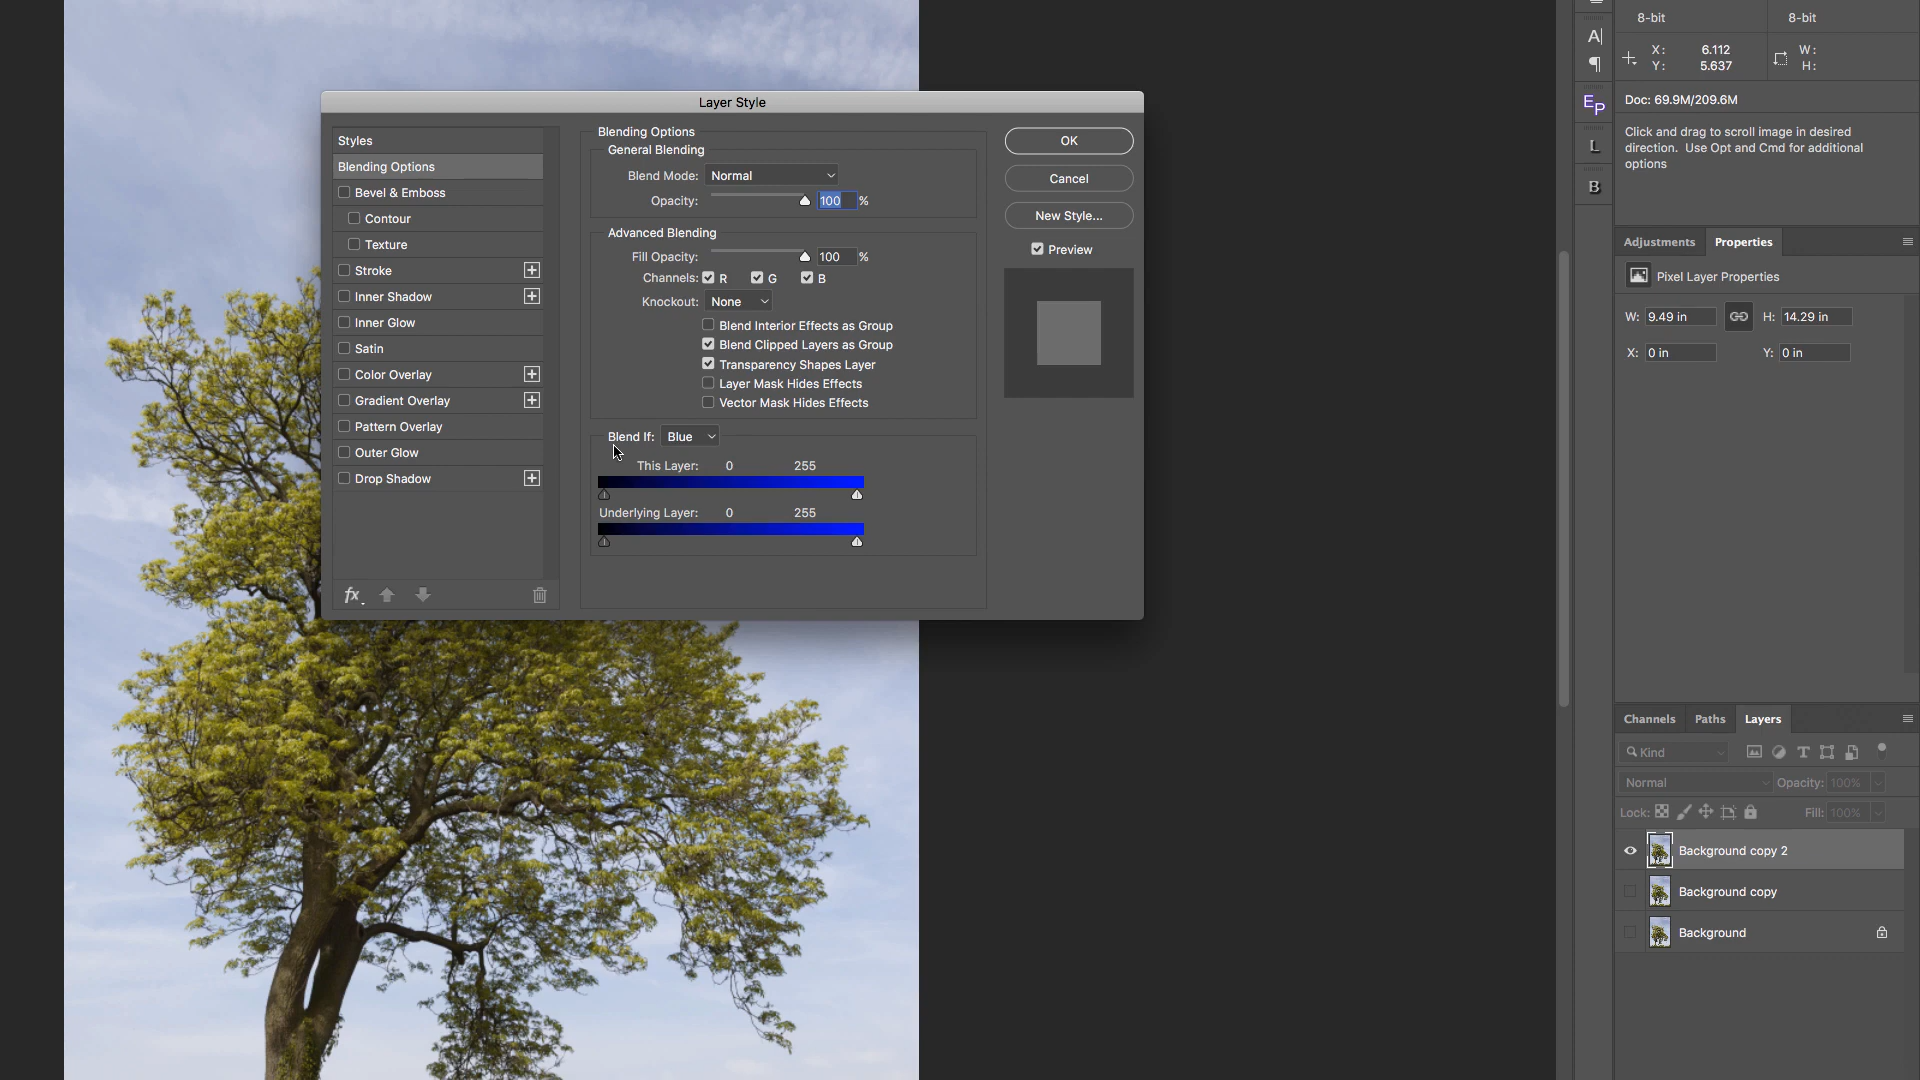 Layer Style
Styles
Blending Options
Bevel & Emboss
Contour
Texture
Stroke
Inner Shadow
Inner Glow
Satin
Color Overlay
Gradient Overlay
Pattern Overlay
Outer Glow
Drop Shadow
fx
Blending Options
General Blending
Blend Mode: Normal
Opacity: 100 %
Advanced Blending
Fill Opacity: 100 %
Channels: R G B
Knockout: None
Blend Interior Effects as Group
Blend Clipped Layers as Group
Transparency Shapes Layer
Layer Mask Hides Effects
Vector Mask Hides Effects
Blend If: Blue
This Layer: 0 255
Underlying Layer: 0 255
OK
Cancel
New Style...
Preview
A|
¶
EP
L
B
8-bit 8-bit
X: 6.112 W:
Y: 5.637 H:
Doc: 69.9M/209.6M
Click and drag to scroll image in desired
direction. Use Opt and Cmd for additional
options
Adjustments Properties
Pixel Layer Properties
W: 9.49 in H: 14.29 in
X: 0 in Y: 0 in
Channels Paths Layers
Kind T
Normal Opacity: 100%
Lock: Fill: 100%
Background copy 2
Background copy
Background